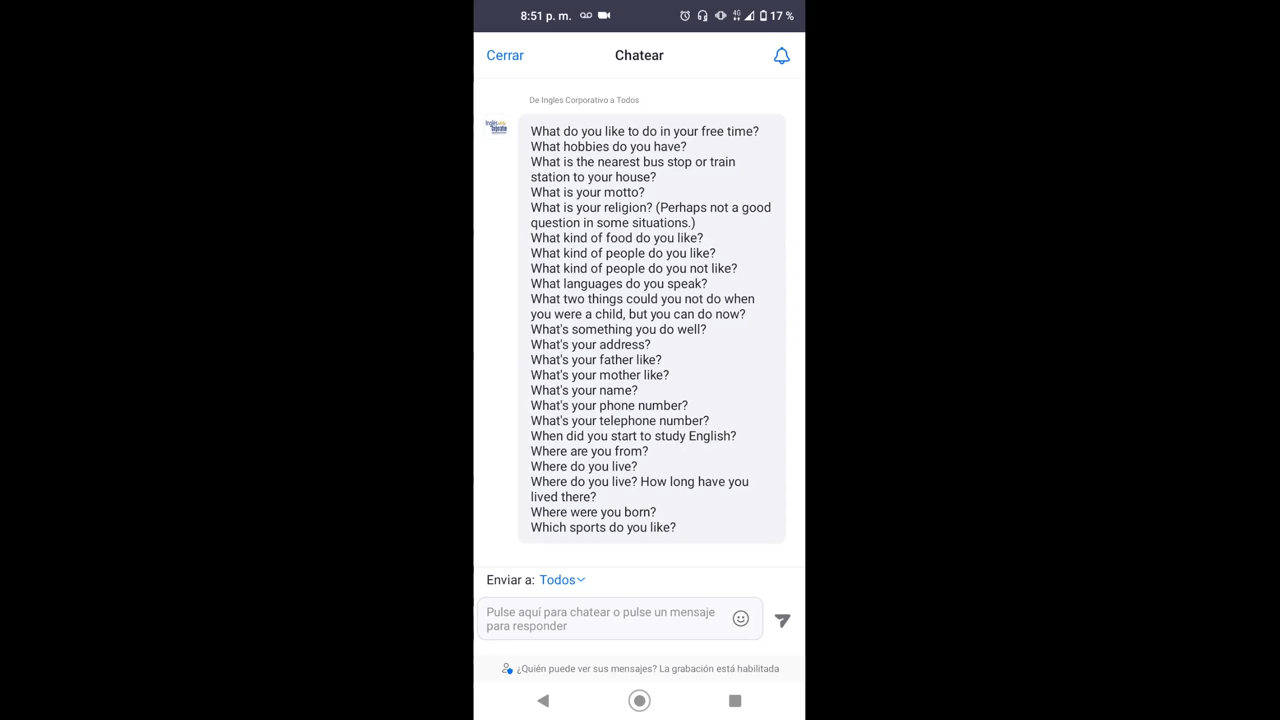 8:51 p. m.
4G
17 %
Cerrar
Chatear
De Ingles Corporativo a Todos
What do you like to do in your free time?
What hobbies do you have?
What is the nearest bus stop or train
station to your house?
What is your motto?
What is your religion? (Perhaps not a good
question in some situations.)
What kind of food do you like?
What kind of people do you like?
What kind of people do you not like?
What languages do you speak?
What two things could you not do when
you were a child, but you can do now?
What's something you do well?
What's your address?
What's your father like?
What's your mother like?
What's your name?
What's your phone number?
What's your telephone number?
When did you start to study English?
Where are you from?
Where do you live?
Where do you live? How long have you
lived there?
Where were you born?
Which sports do you like?
Enviar a: Todos
Pulse aquí para chatear o pulse un mensaje
para responder
¿Quién puede ver sus mensajes? La grabación está habilitada